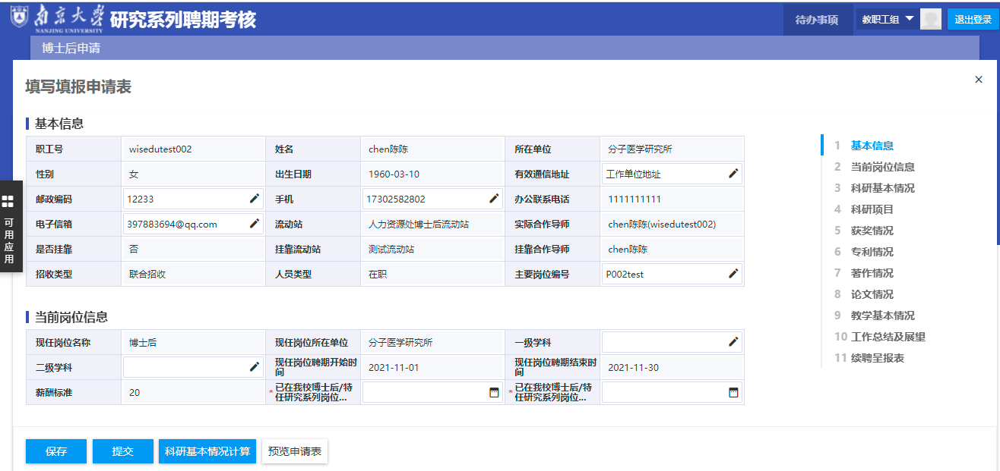 南京大学 研究系列聘期考核 待办事项 教职工组 退出登录
NANJING UNIVERSITY
博士后申请
填写填报申请表
基本信息
职工号 wisedutest002 姓名 chen陈陈 所在单位 分子医学研究所
性别 女 出生日期 1960-03-10 有效通信地址 工作单位地址
邮政编码 12233 手机 17302582802 办公联系电话 1111111111
电子信箱 397883694@qq.com 流动站 人力资源处博士后流动站 实际合作导师 chen陈陈(wisedutest002)
是否挂靠 否 挂靠流动站 测试流动站 挂靠合作导师 chen陈陈
招收类型 联合招收 人员类型 在职 主要岗位编号 P002test
当前岗位信息
现任岗位名称 博士后 现任岗位所在单位 分子医学研究所 一级学科
二级学科 现任岗位聘期开始时间 2021-11-01 现任岗位聘期结束时间 2021-11-30
薪酬标准 20 *已在我校博士后/特任研究系列岗位... *已在我校博士后/特任研究系列岗位...
保存 提交 科研基本情况计算 预览申请表
可用应用
1 基本信息
2 当前岗位信息
3 科研基本情况
4 科研项目
5 获奖情况
6 专利情况
7 著作情况
8 论文情况
9 教学基本情况
10 工作总结及展望
11 续聘呈报表